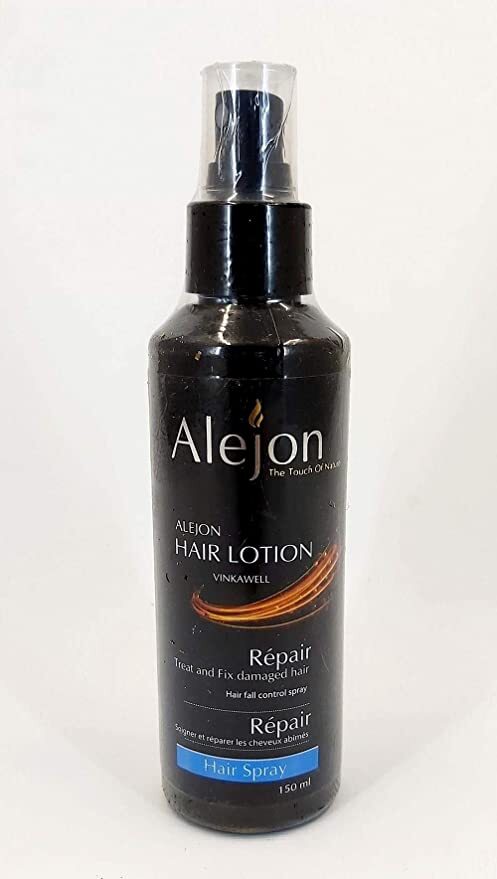 Alejon
The Touch Of Nature
ALEJON
HAIR LOTION
VINKAWELL
Répair
Treat and Fix damaged hair
Hair fall control spray
Répair
Soigner et réparer les cheveux abimés
Hair Spray
150 ml